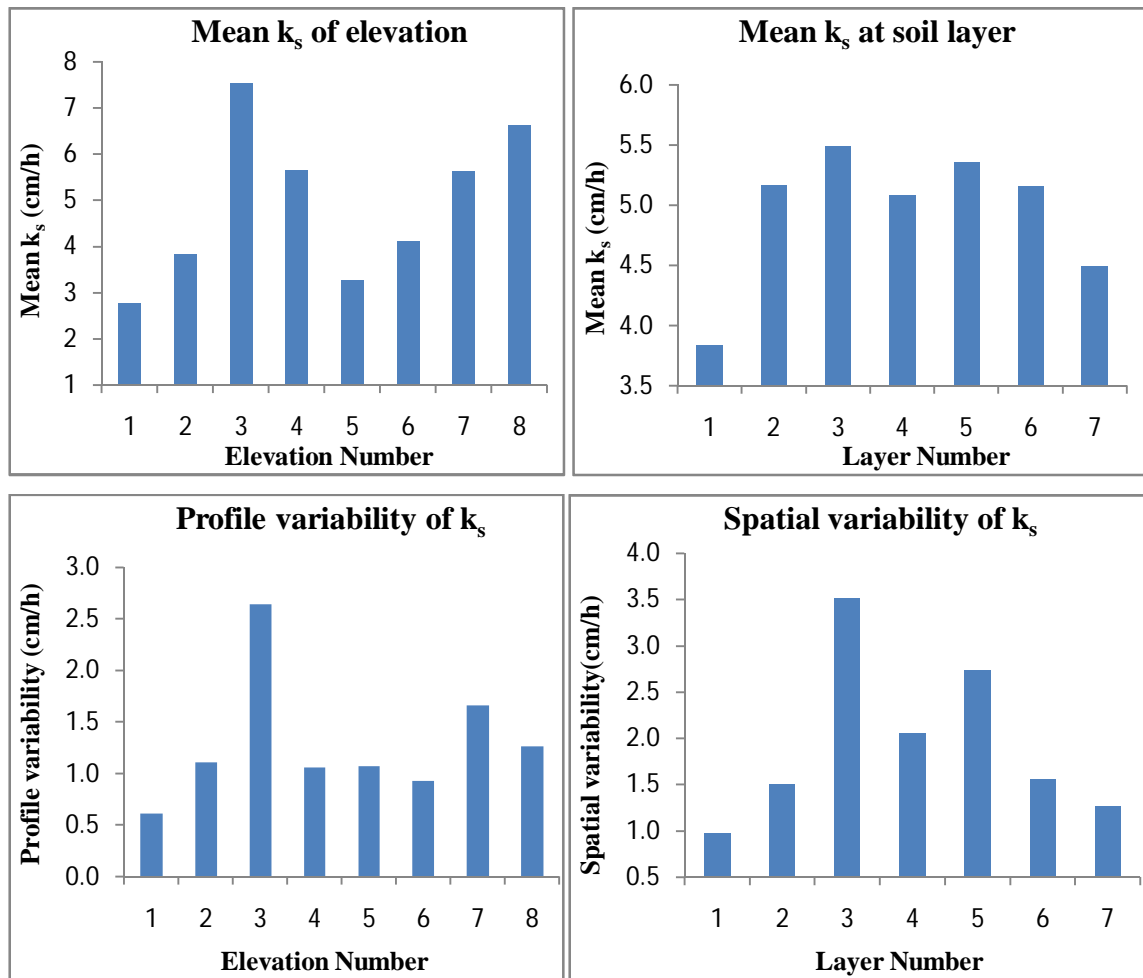 Mean ks of elevation
8
7
6
5
4
3
2
1
Mean ks (cm/h)
1 2 3 4 5 6 7 8
Elevation Number
Mean ks at soil layer
6.0
5.5
5.0
4.5
4.0
3.5
Mean ks (cm/h)
1 2 3 4 5 6 7
Layer Number
Profile variability of ks
3.0
2.5
2.0
1.5
1.0
0.5
0.0
Profile variability (cm/h)
1 2 3 4 5 6 7 8
Elevation Number
Spatial variability of ks
4.0
3.5
3.0
2.5
2.0
1.5
1.0
0.5
Spatial variability(cm/h)
1 2 3 4 5 6 7
Layer Number